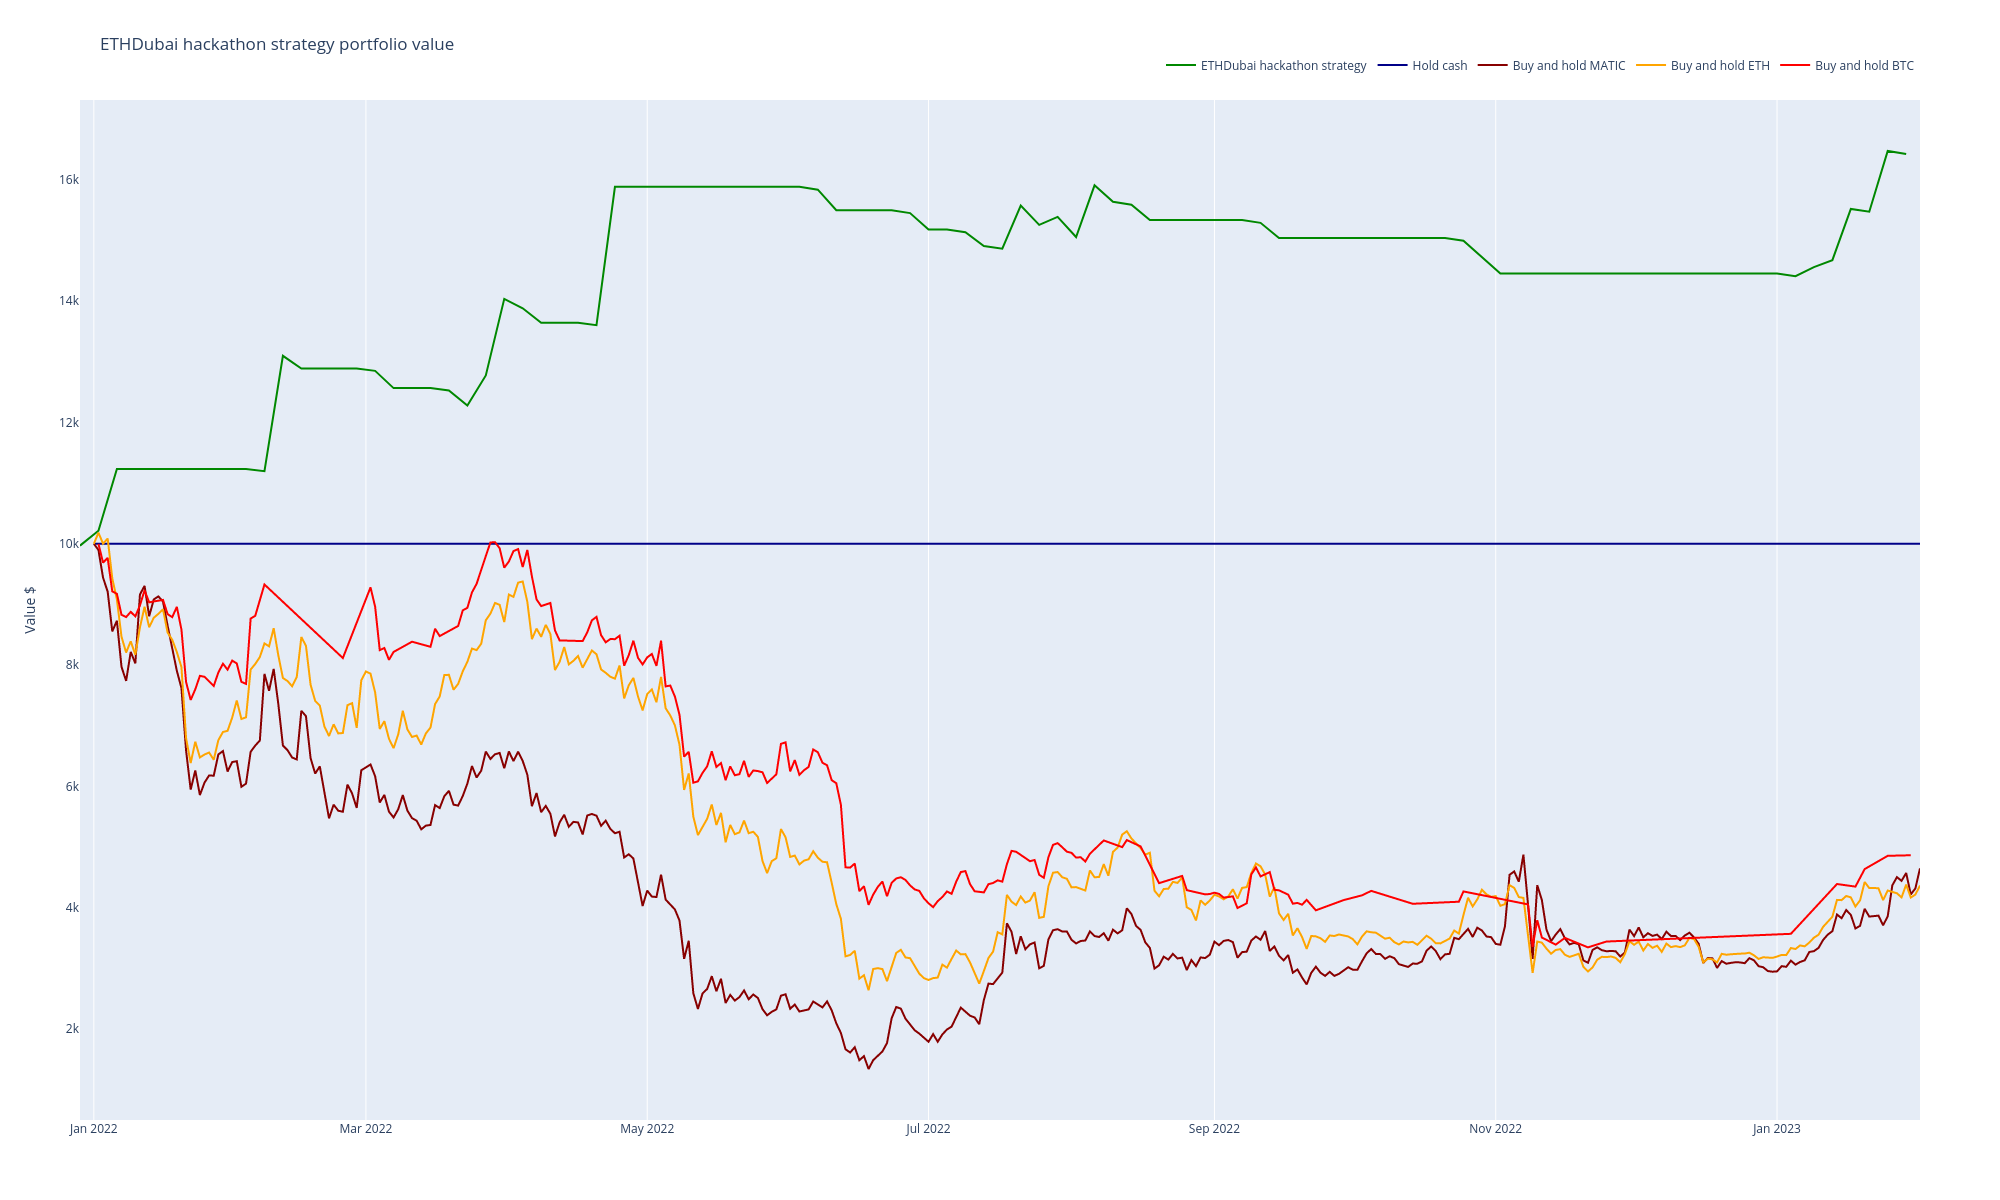 ETHDubai hackathon strategy portfolio value
ETHDubai hackathon strategy
Hold cash
Buy and hold MATIC
Buy and hold ETH
Buy and hold BTC
Value $
16k
14k
12k
10k
8k
6k
4k
2k
Jan 2022
Mar 2022
May 2022
Jul 2022
Sep 2022
Nov 2022
Jan 2023